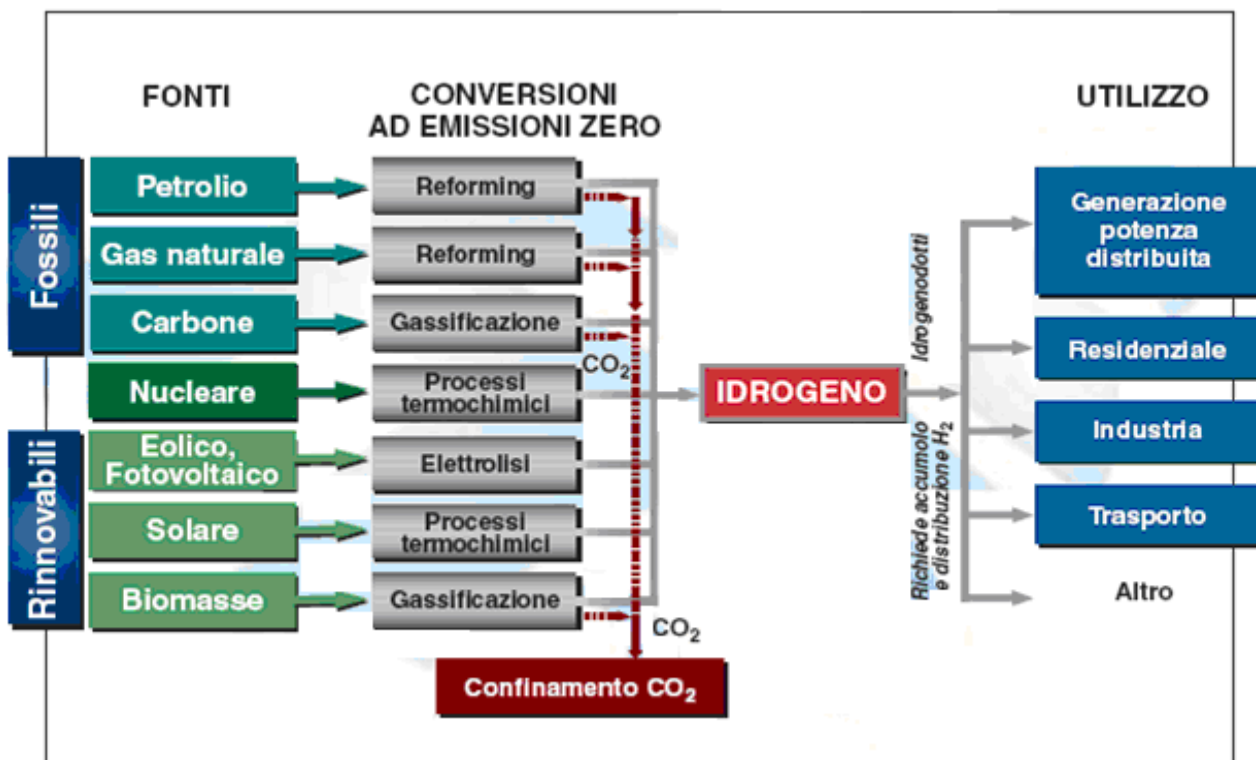 FONTI
CONVERSIONI
AD EMISSIONI ZERO
UTILIZZO
Fossili
Petrolio
Reforming
Gas naturale
Reforming
Carbone
Gassificazione
CO₂
Nucleare
Processi
termochimici
Rinnovabili
Eolico,
Fotovoltaico
Elettrolisi
Solare
Processi
termochimici
Biomasse
Gassificazione
CO₂
Confinamento CO₂
IDROGENO
Idrogenodotti
Richiede accumolo
e distribuzione H₂
Generazione
potenza
distribuita
Residenziale
Industria
Trasporto
Altro